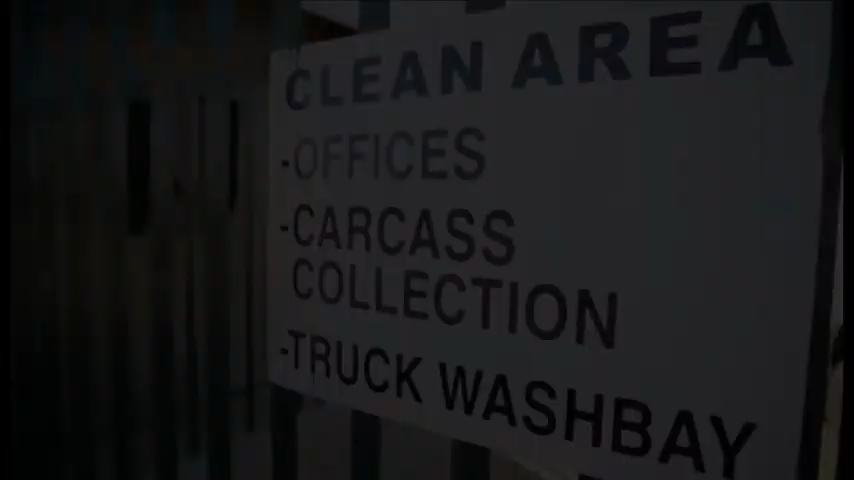 CLEAN AREA
-OFFICES
-CARCASS
COLLECTION
-TRUCK WASHBAY